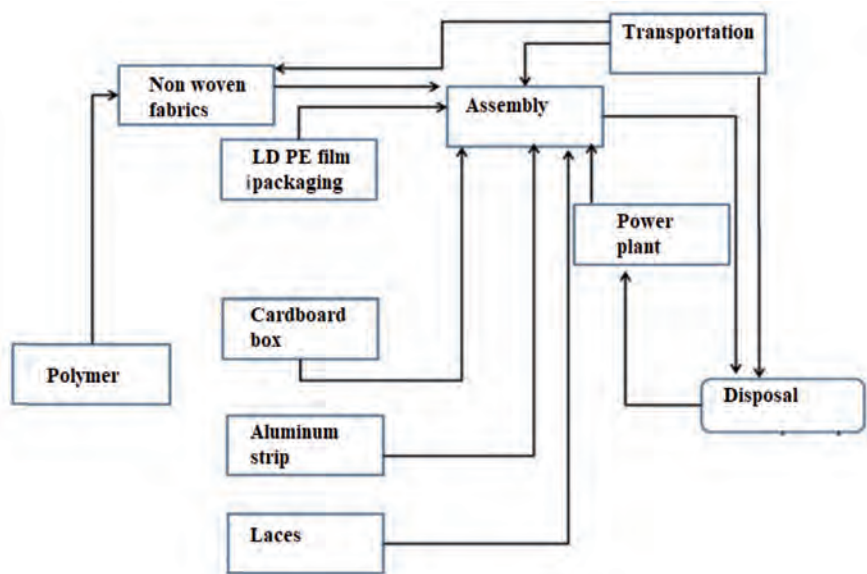 Transportation
Non woven
fabrics
Assembly
LD PE film
packaging
Power
plant
Cardboard
box
Polymer
Disposal
Aluminum
strip
Laces